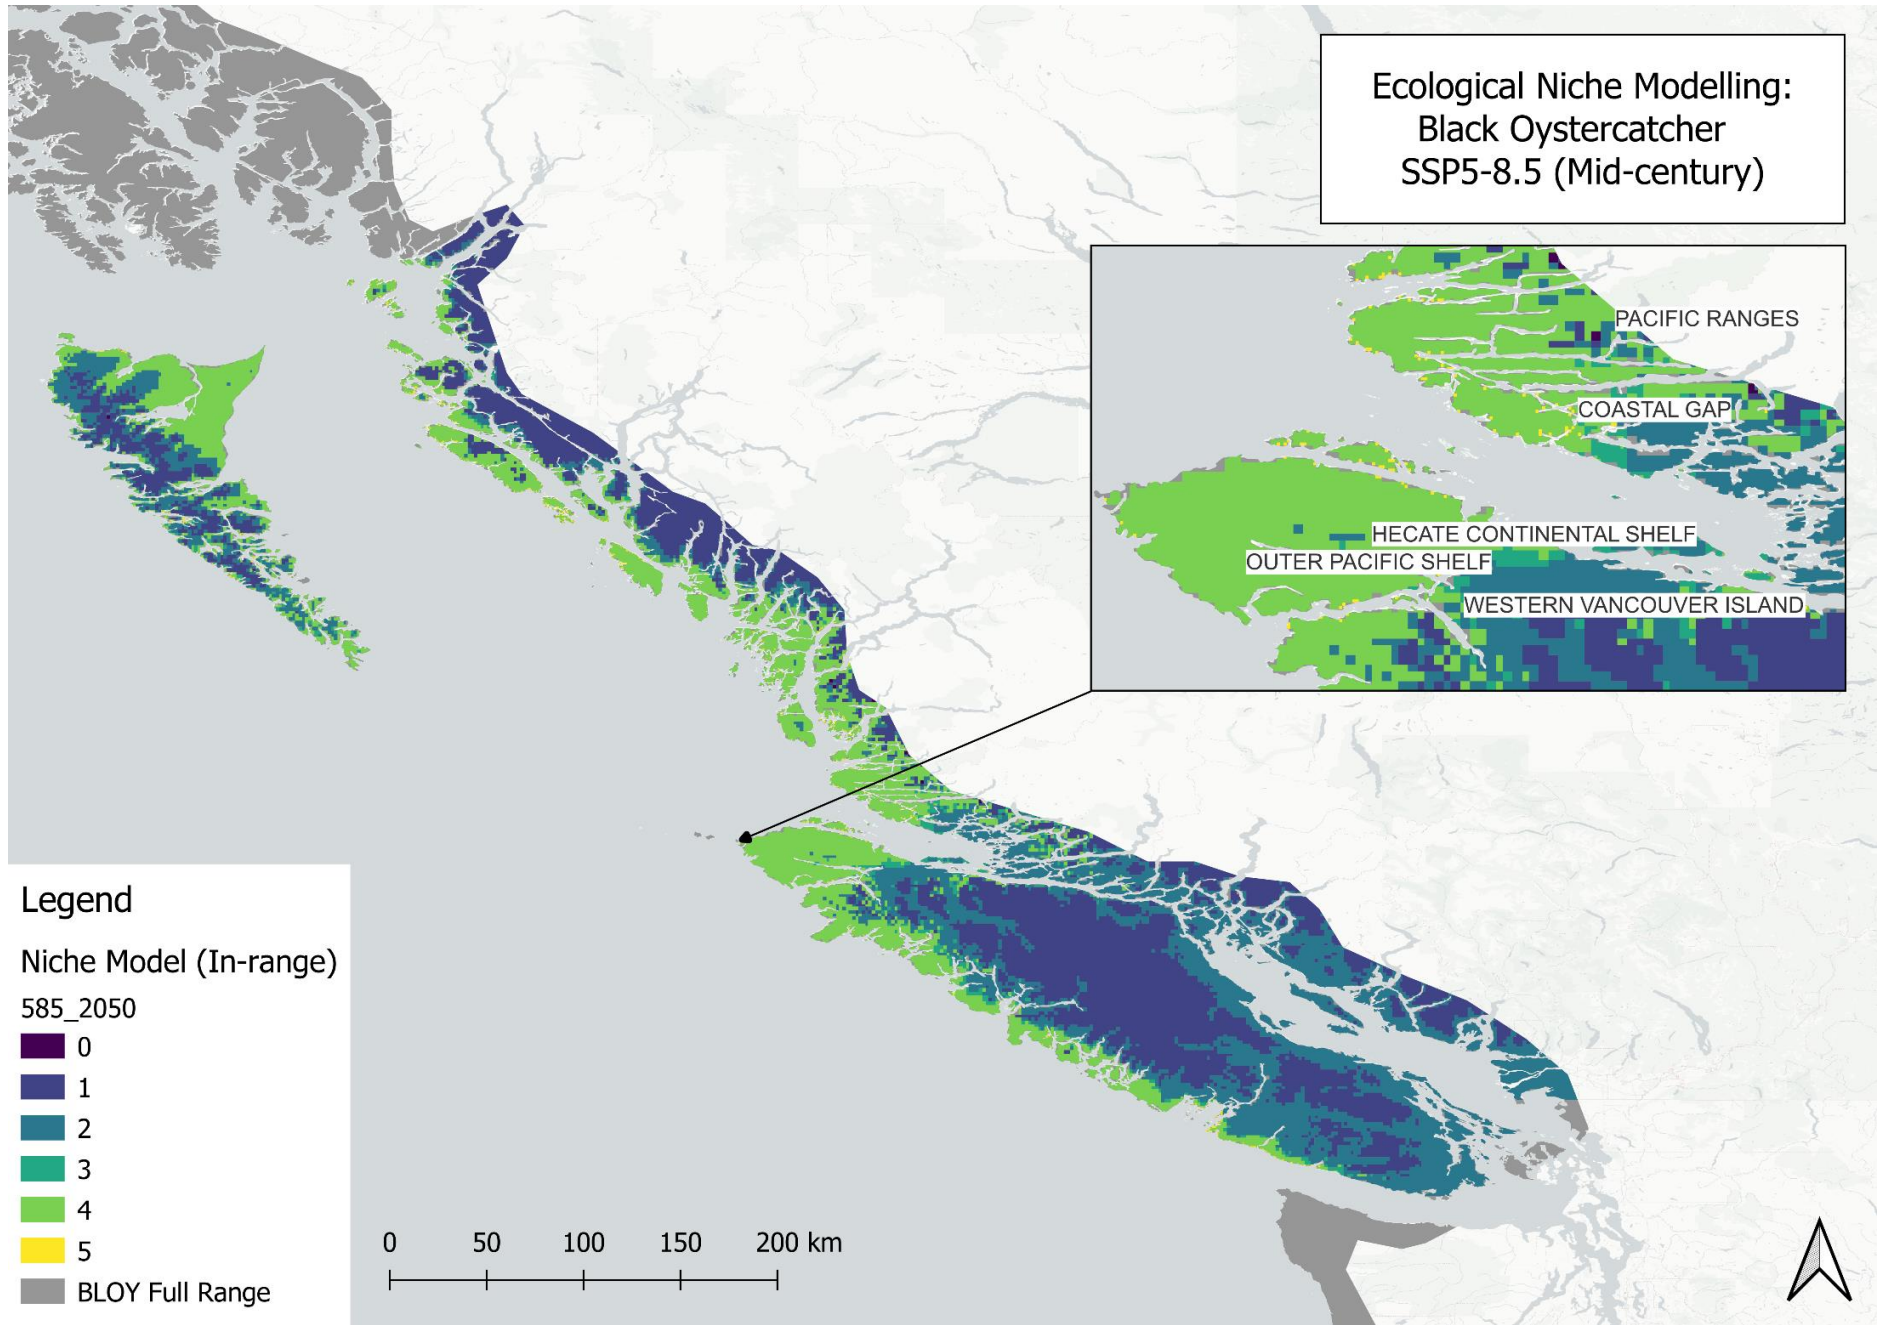 Ecological Niche Modelling:
Black Oystercatcher
SSP5-8.5 (Mid-century)
PACIFIC RANGES
COASTAL GAP
HECATE CONTINENTAL SHELF
OUTER PACIFIC SHELF
WESTERN VANCOUVER ISLAND
Legend
Niche Model (In-range)
585_2050
0
1
2
3
4
5
BLOY Full Range
0 50 100 150 200 km